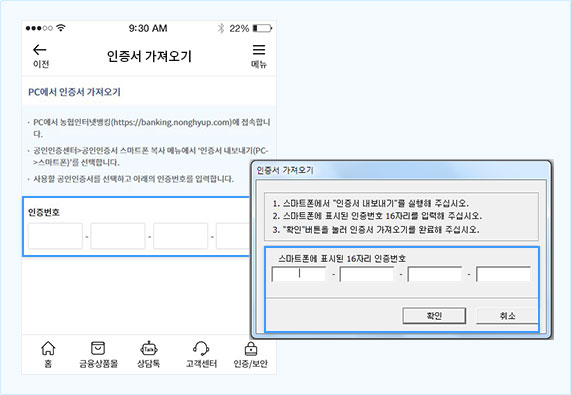 9:30 AM
22%
이전
인증서 가져오기
메뉴
PC에서 인증서 가져오기
· PC에서 농협인터넷뱅킹(https://banking.nonghyup.com)에 접속합니
다.
· 공인인증센터>공인인증서 스마트폰 복사 메뉴에서 '인증서 내보내기(PC-
>스마트폰)'를 선택합니다.
· 사용할 공인인증서를 선택하고 아래의 인증번호를 입력합니다.
인증번호
- - -
홈
금융상품몰
Talk
상담톡
고객센터
인증/보안
인증서 가져오기
1. 스마트폰에서 "인증서 내보내기"를 실행해 주십시오.
2. 스마트폰에 표시된 인증번호 16자리를 입력해 주십시오.
3. "확인"버튼을 눌러 인증서 가져오기를 완료해 주십시오.
스마트폰에 표시된 16자리 인증번호
- - -
확인
취소